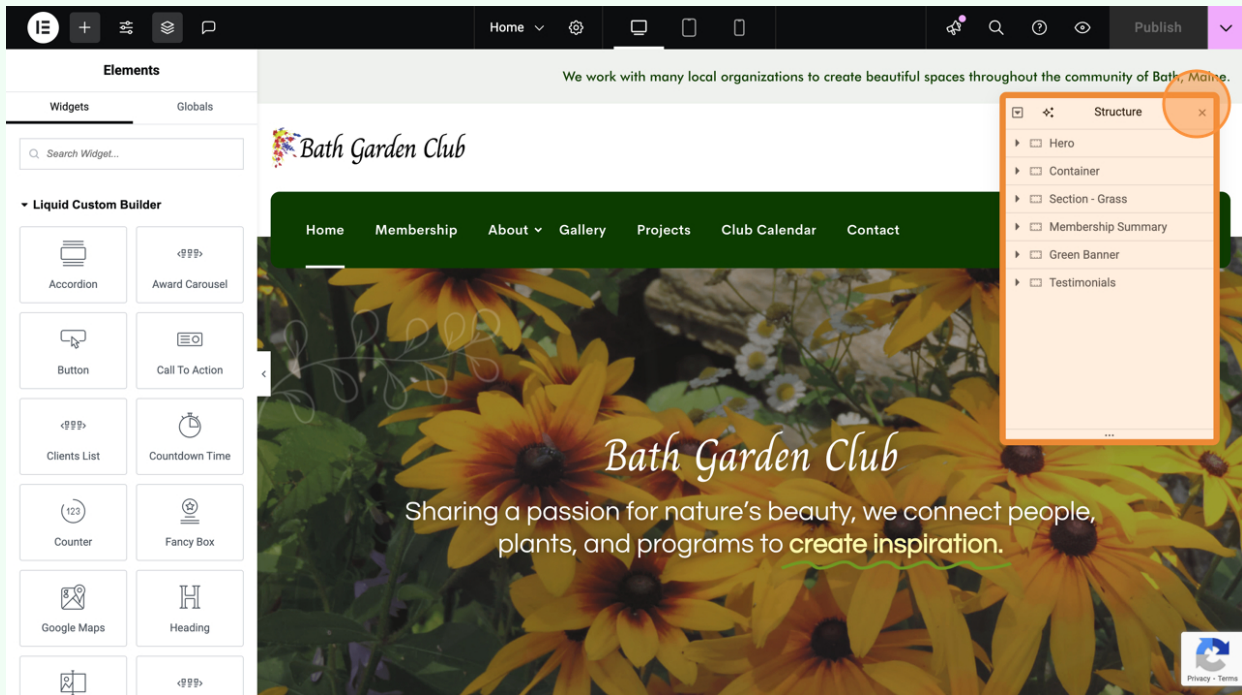 Home
Publish
Elements
Widgets
Globals
Search Widget...
Liquid Custom Builder
Accordion
Award Carousel
Button
Call To Action
Clients List
Countdown Time
123
Counter
Fancy Box
Google Maps
Heading
We work with many local organizations to create beautiful spaces throughout the community of Bath, Maine.
Bath Garden Club
Home Membership About Gallery Projects Club Calendar Contact
Structure
Hero
Container
Section - Grass
Membership Summary
Green Banner
Testimonials
Bath Garden Club
Sharing a passion for nature’s beauty, we connect people,
plants, and programs to create inspiration.
Privacy - Terms